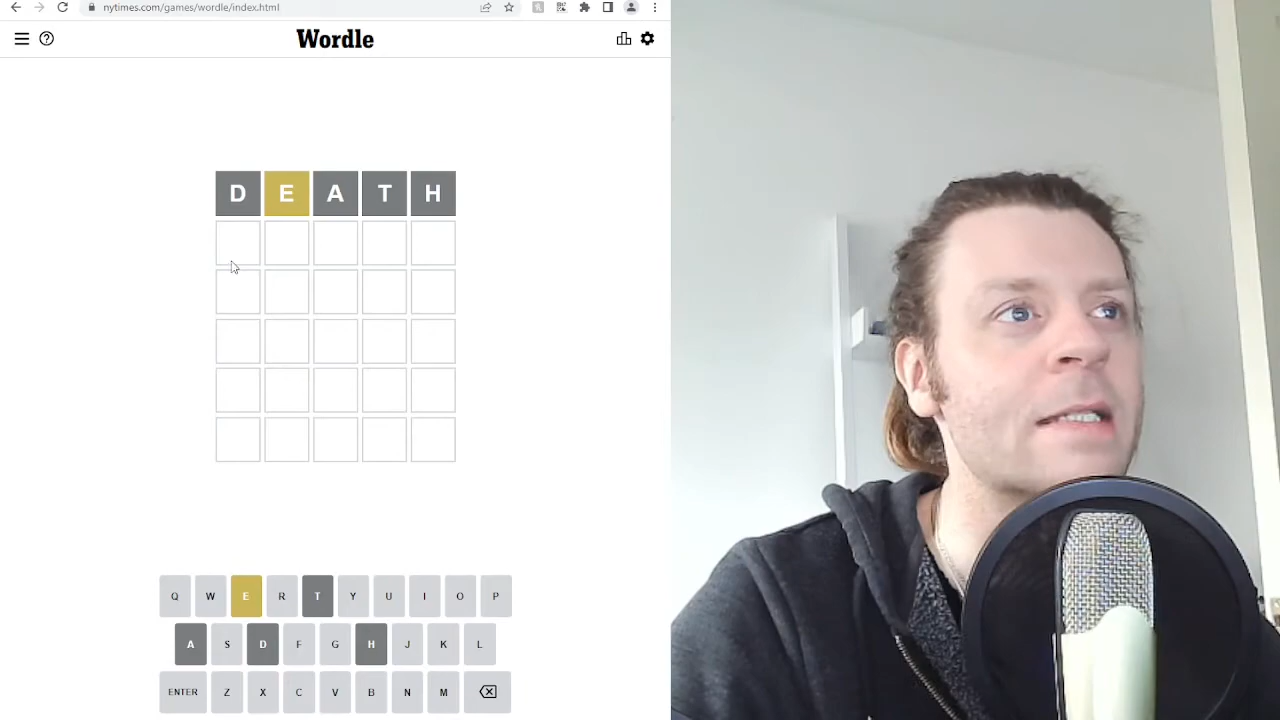 nytimes.com/games/wordle/index.html
Wordle
D E A T H
Q W E R T Y U I O P
A S D F G H J K L
ENTER Z X C V B N M